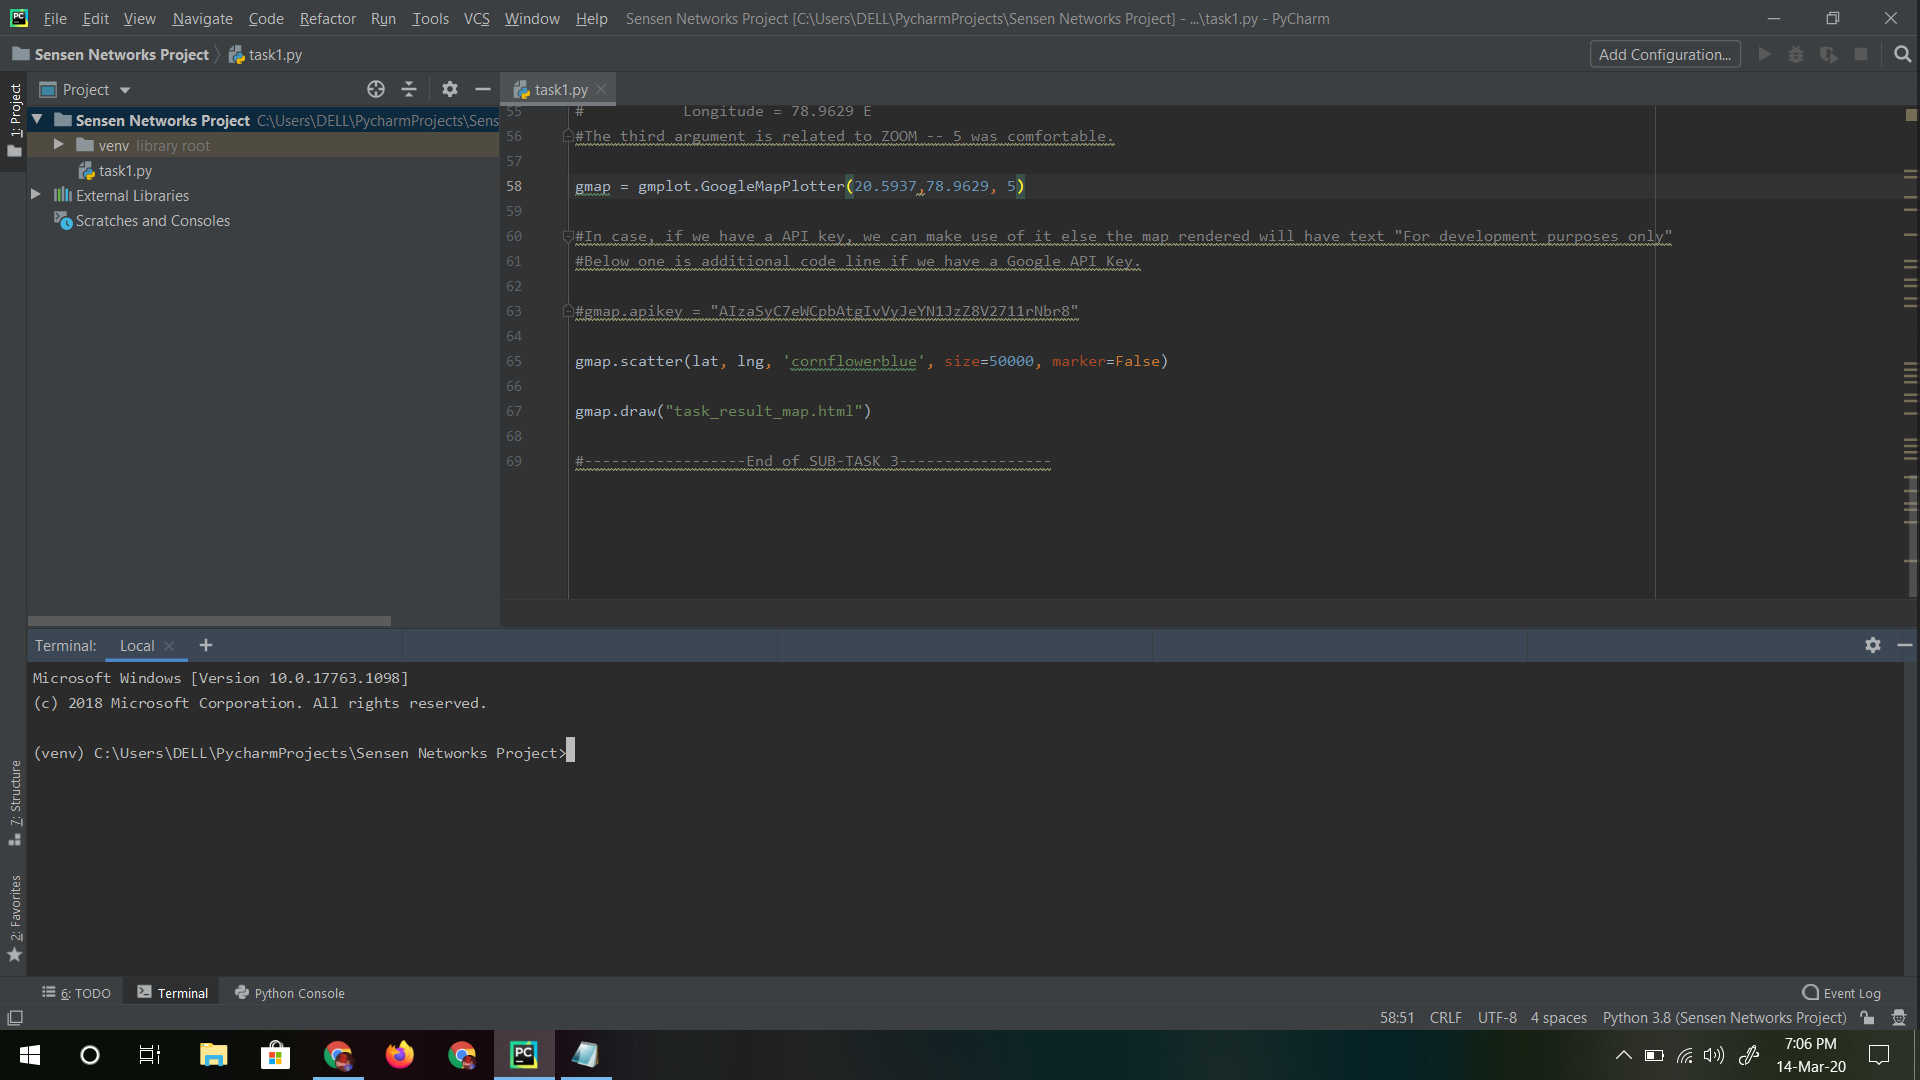 File Edit View Navigate Code Refactor Run Tools VCS Window Help Sensen Networks Project [C:\Users\DELL\PycharmProjects\Sensen Networks Project] - ...\task1.py - PyCharm
Sensen Networks Project task1.py Add Configuration...
1: Project
Project
task1.py
Sensen Networks Project C:\Users\DELL\PycharmProjects\Sens
venv library root
task1.py
External Libraries
Scratches and Consoles
55 # Longitude = 78.9629 E
56 #The third argument is related to ZOOM -- 5 was comfortable.
57
58 gmap = gmplot.GoogleMapPlotter(20.5937,78.9629, 5)
59
60 #In case, if we have a API key, we can make use of it else the map rendered will have text "For development purposes only"
61 #Below one is additional code line if we have a Google API Key.
62
63 #gmap.apikey = "AIzaSyC7eWCpbAtgIvVyJeYN1JzZ8V2711rNbr8"
64
65 gmap.scatter(lat, lng, 'cornflowerblue', size=50000, marker=False)
66
67 gmap.draw("task_result_map.html")
68
69 #------------------End of SUB-TASK 3-----------------
Terminal: Local
Microsoft Windows [Version 10.0.17763.1098]
(c) 2018 Microsoft Corporation. All rights reserved.
(venv) C:\Users\DELL\PycharmProjects\Sensen Networks Project>
7: Structure
2: Favorites
6: TODO Terminal Python Console Event Log
58:51 CRLF UTF-8 4 spaces Python 3.8 (Sensen Networks Project)
7:06 PM
14-Mar-20